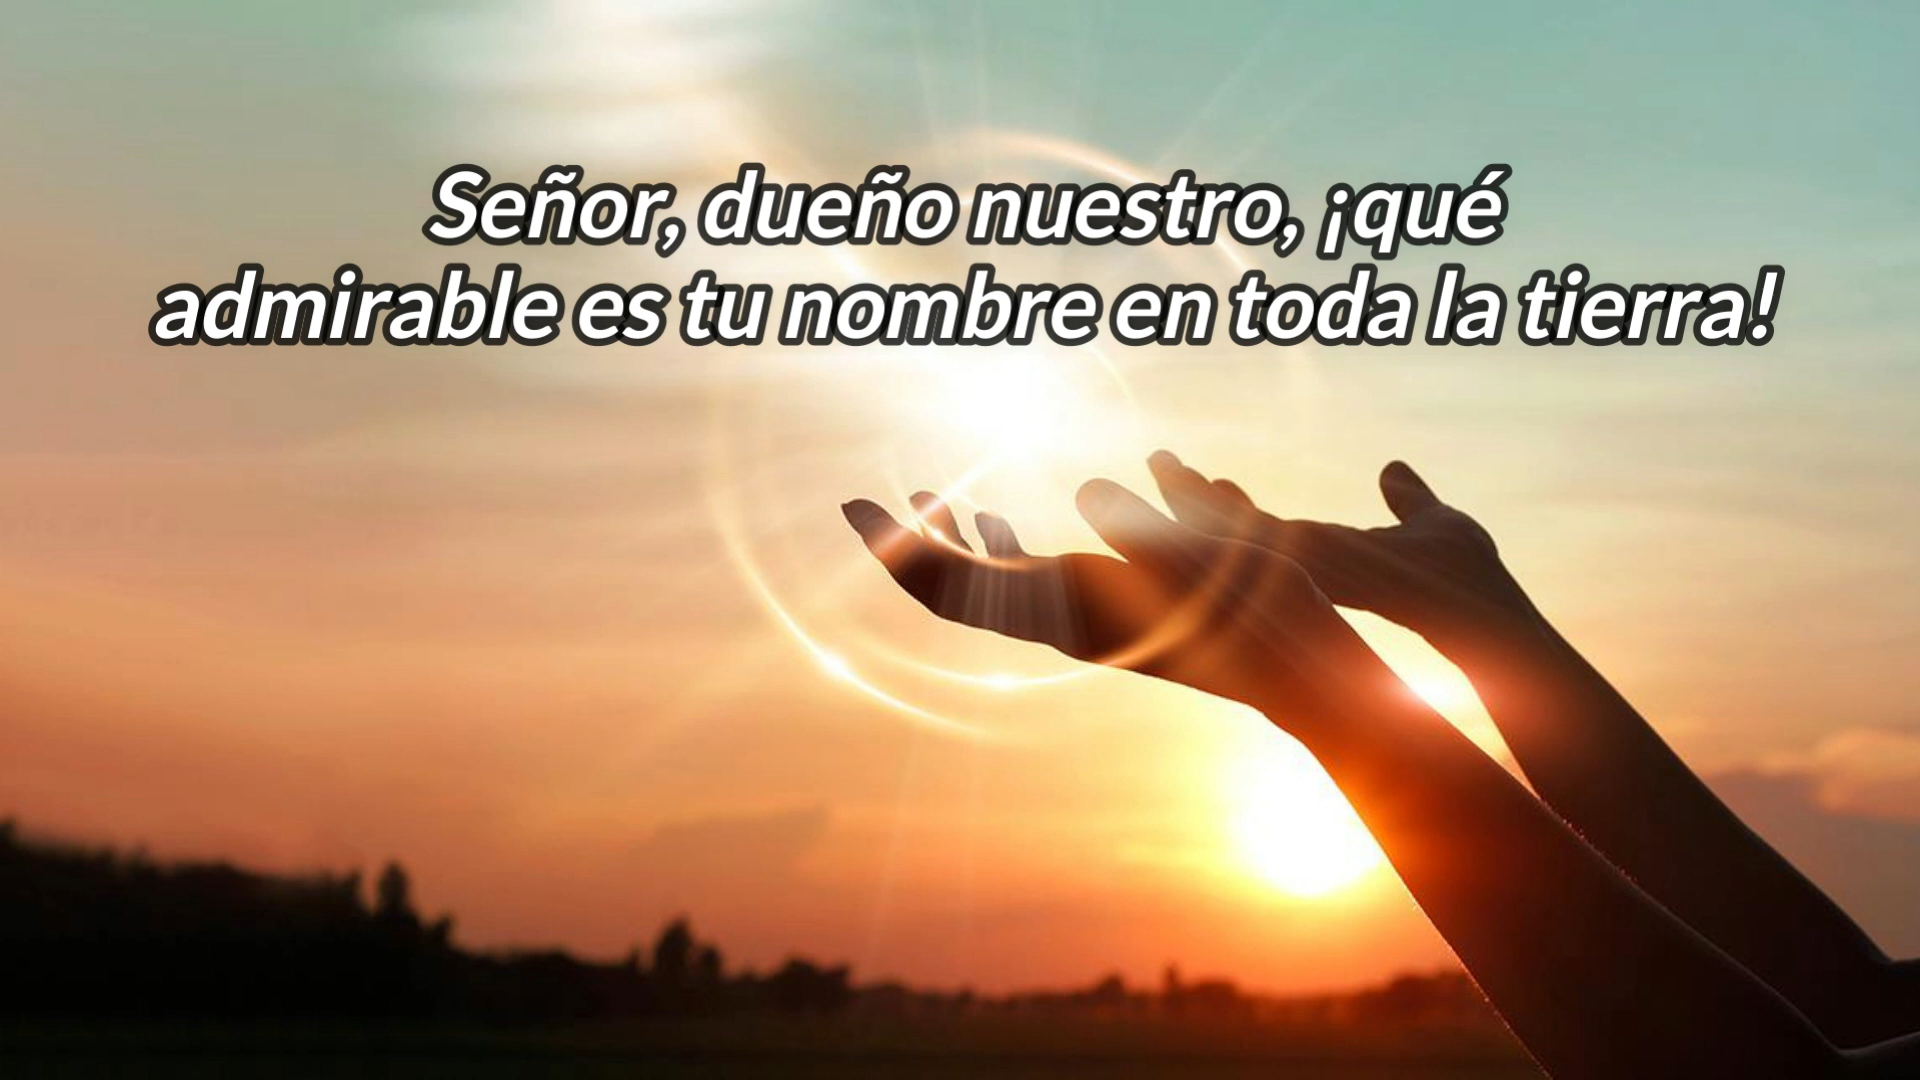 Señor, dueño nuestro, ¡qué
admirable es tu nombre en toda la tierra!